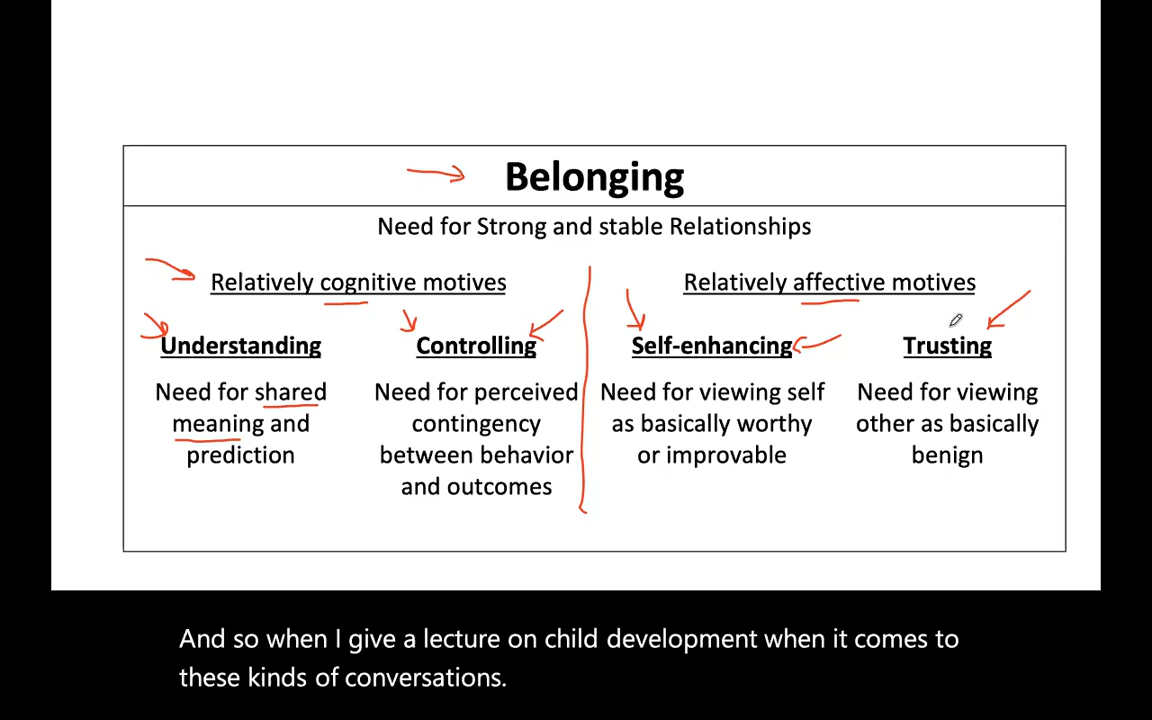 Belonging
Need for Strong and stable Relationships
Relatively cognitive motives
Relatively affective motives
Understanding
Need for shared
meaning and
prediction
Controlling
Need for perceived
contingency
between behavior
and outcomes
Self-enhancing
Need for viewing self
as basically worthy
or improvable
Trusting
Need for viewing
other as basically
benign
And so when I give a lecture on child development when it comes to
these kinds of conversations.